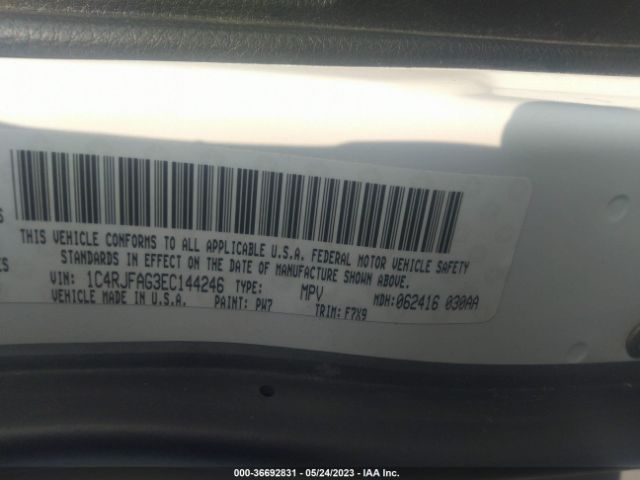 S
THIS VEHICLE CONFORMS TO ALL APPLICABLE U.S.A. FEDERAL MOTOR VEHICLE SAFETY
STANDARDS IN EFFECT ON THE DATE OF MANUFACTURE SHOWN ABOVE.
ES
VIN: 1C4RJFAG3EC144246 TYPE: MPV MDH:062416 030AA
VEHICLE MADE IN U.S.A. PAINT: PW7 TRIM: F7X9
000-36692831 - 05/24/2023 - IAA Inc.